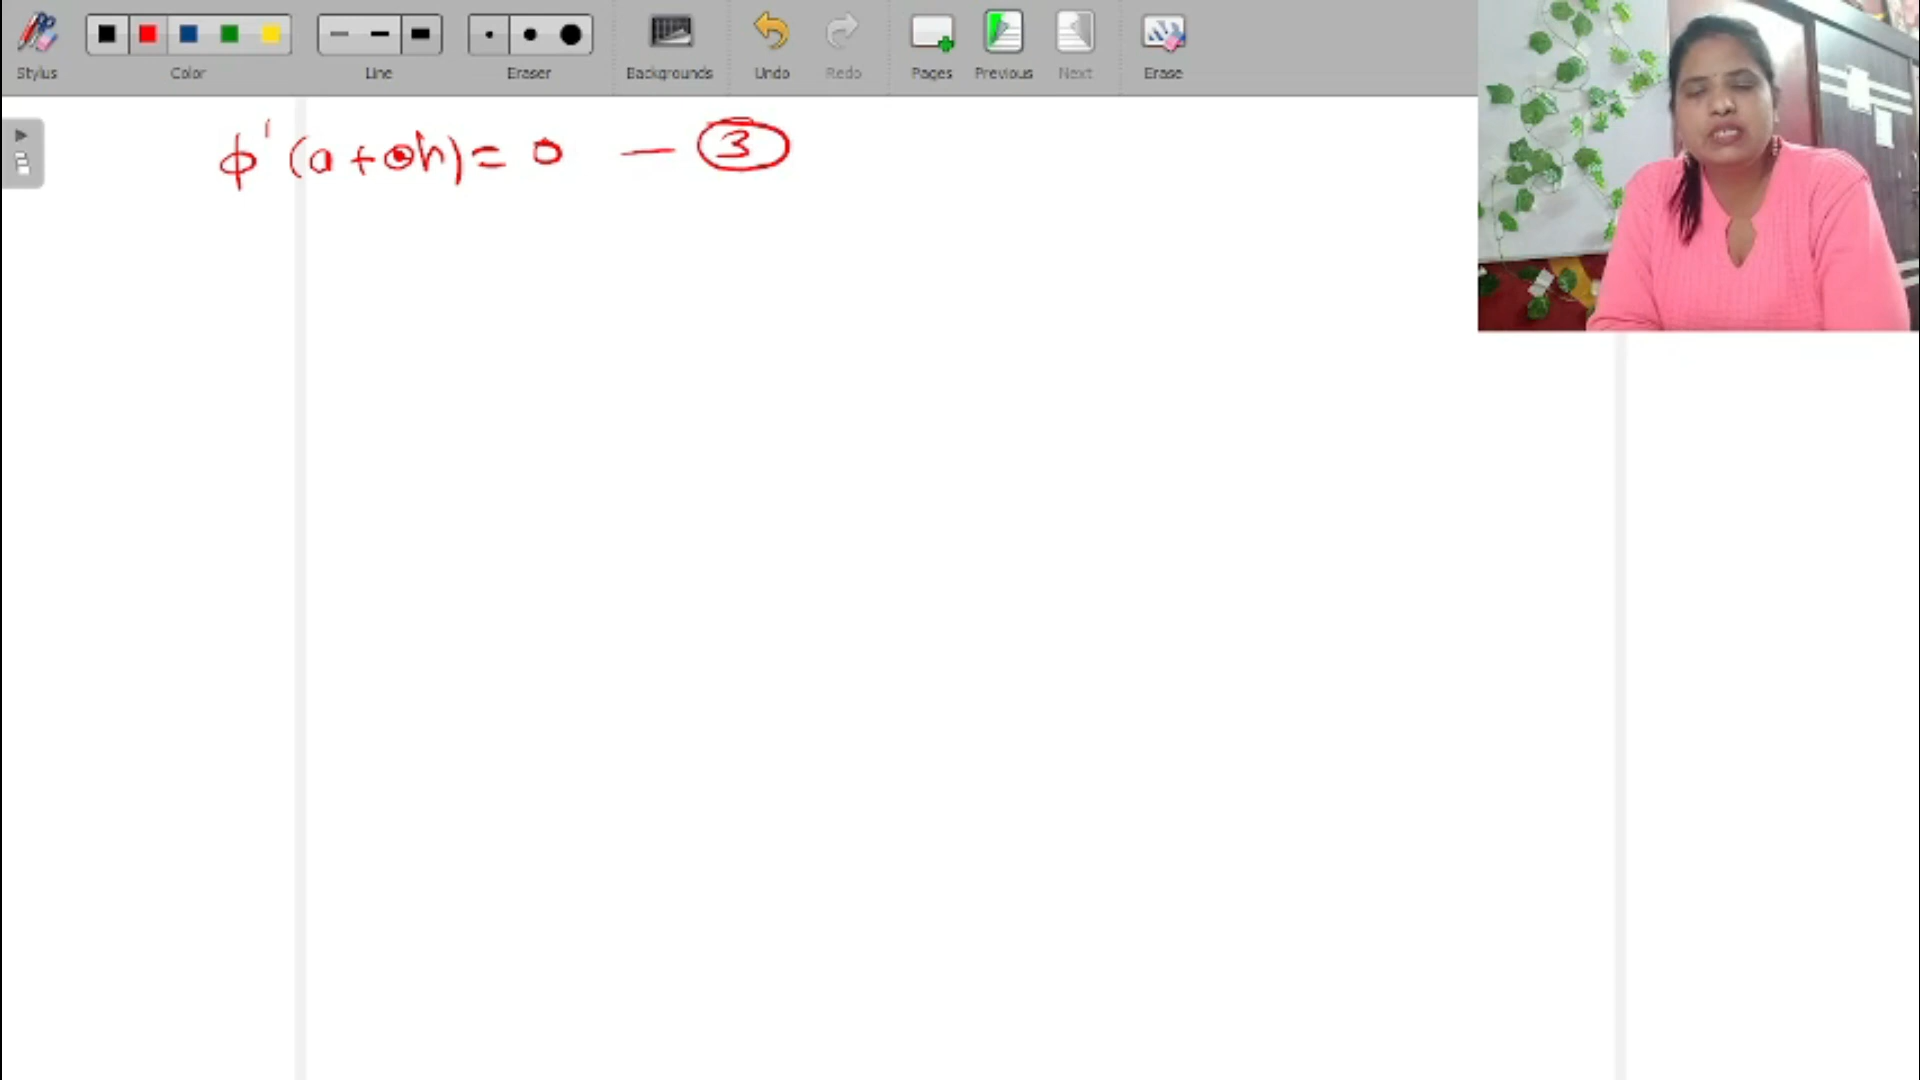 Stylus Color Line Eraser Backgrounds Undo Redo Pages Previous Next Erase
ϕ'(a+θh) = 0 — ③